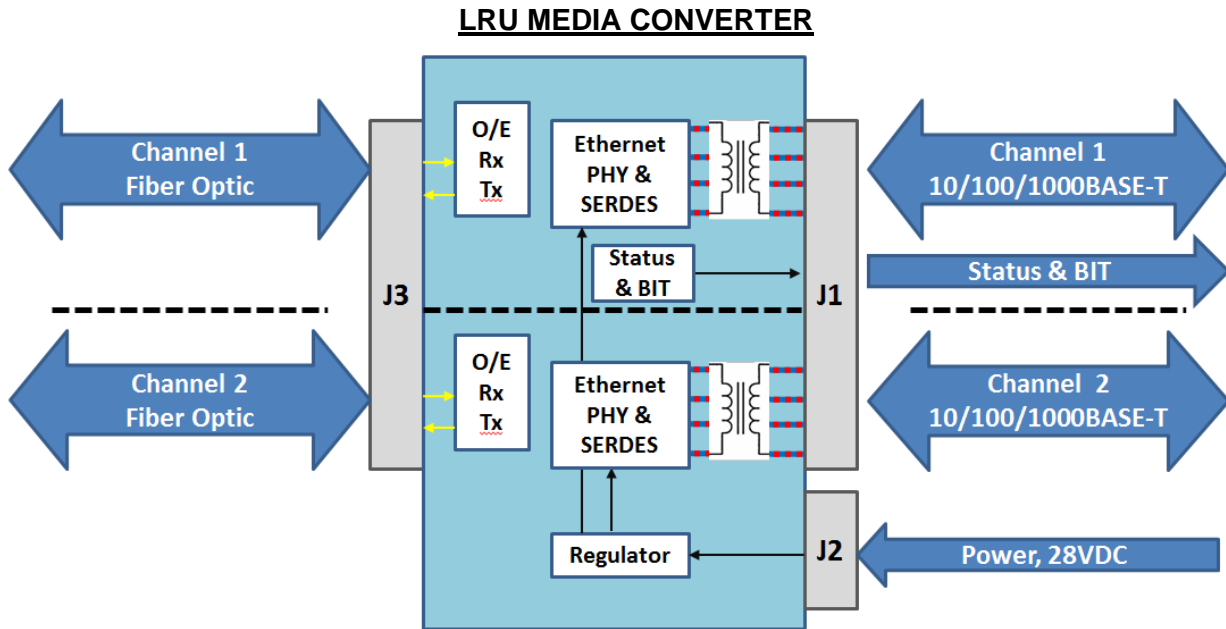 LRU MEDIA CONVERTER
Channel 1
Fiber Optic
J3
O/E
Rx
Tx
Ethernet
PHY &
SERDES
Status
& BIT
J1
Channel 1
10/100/1000BASE-T
Status & BIT
Channel 2
Fiber Optic
O/E
Rx
Tx
Ethernet
PHY &
SERDES
Channel 2
10/100/1000BASE-T
Regulator
J2
Power, 28VDC